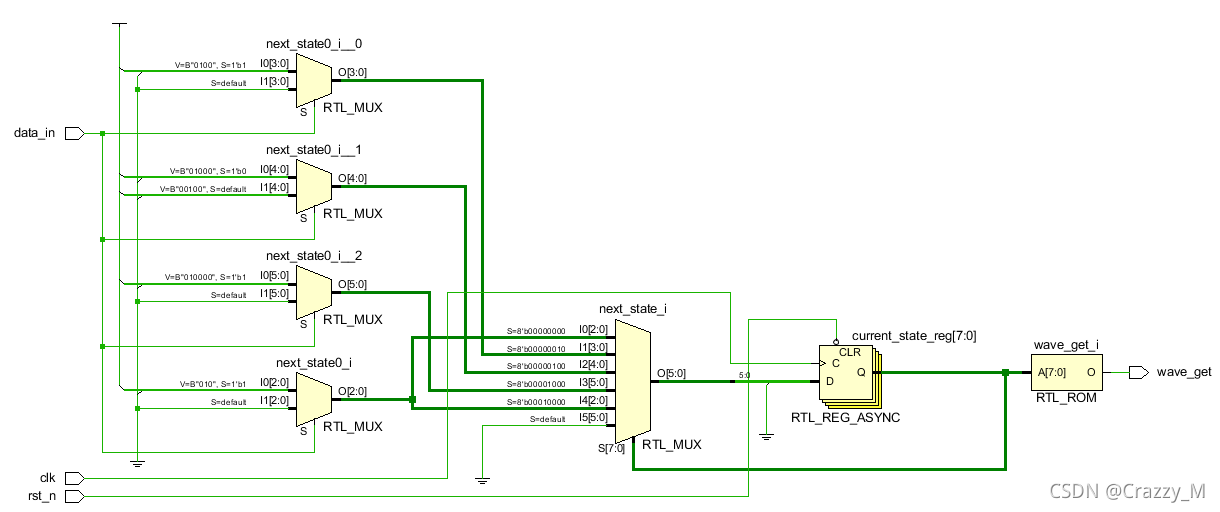 next_state0_i__0
V=B"0100", S=1'b1
I0[3:0]
O[3:0]
S=default
I1[3:0]
S
RTL_MUX
data_in
next_state0_i__1
V=B"01000", S=1'b0
I0[4:0]
O[4:0]
V=B"00100", S=default
I1[4:0]
S
RTL_MUX
next_state0_i__2
V=B"010000", S=1'b1
I0[5:0]
O[5:0]
S=default
I1[5:0]
S
RTL_MUX
next_state0_i
V=B"010", S=1'b1
I0[2:0]
O[2:0]
S=default
I1[2:0]
S
RTL_MUX
next_state_i
S=8'b00000000
I0[2:0]
S=8'b00000010
I1[3:0]
S=8'b00000100
I2[4:0]
S=8'b00001000
I3[5:0]
S=8'b00010000
I4[2:0]
S=default
I5[5:0]
O[5:0]
S[7:0]
RTL_MUX
5:0
current_state_reg[7:0]
CLR
C
Q
D
RTL_REG_ASYNC
wave_get_i
A[7:0]
O
RTL_ROM
wave_get
clk
rst_n
CSDN @Crazzy_M